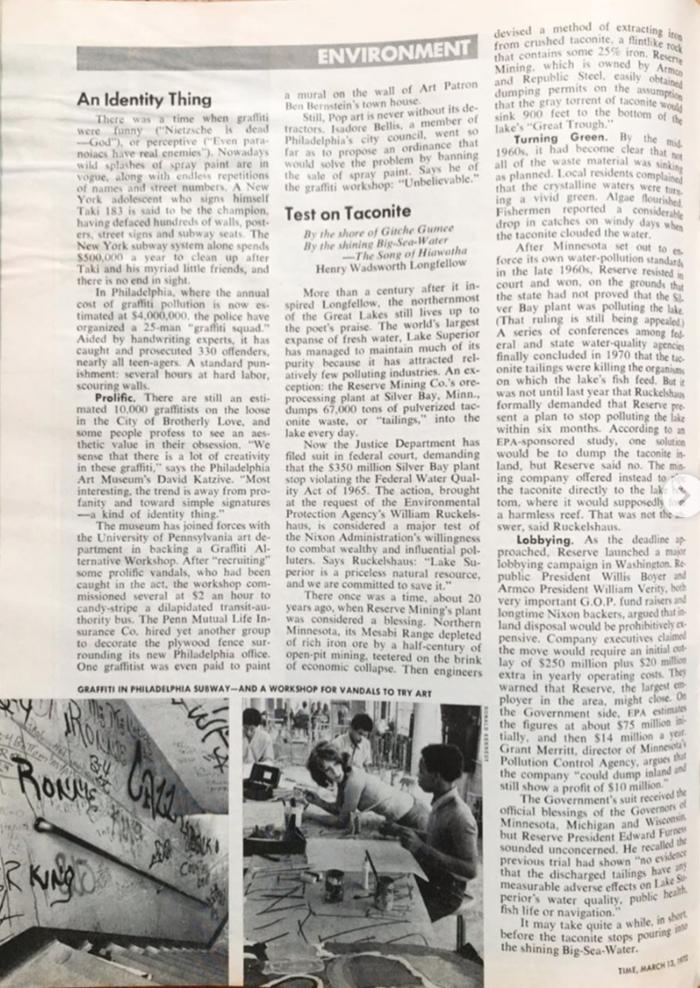 ENVIRONMENT
An Identity Thing
There was a time when graffiti
were funny ("Nietzsche is dead
—God"), or perceptive ("Even para-
noiacs have real enemies"). Nowadays
wild splashes of spray paint are in
vogue, along with endless repetitions
of names and street numbers. A New
York adolescent who signs himself
Taki 183 is said to be the champion,
having defaced hundreds of walls, post-
ers, street signs and subway seats. The
New York subway system alone spends
$500,000 a year to clean up after
Taki and his myriad little friends, and
there is no end in sight.
In Philadelphia, where the annual
cost of graffiti pollution is now es-
timated at $4,000,000, the police have
organized a 25-man "graffiti squad."
Aided by handwriting experts, it has
caught and prosecuted 330 offenders,
nearly all teen-agers. A standard pun-
ishment: several hours at hard labor,
scouring walls.
Prolific. There are still an esti-
mated 10,000 graffitists on the loose
in the City of Brotherly Love, and
some people profess to see an aes-
thetic value in their obsession. "We
sense that there is a lot of creativity
in these graffiti," says the Philadelphia
Art Museum's David Katzive. "Most
interesting, the trend is away from pro-
fanity and toward simple signatures
—a kind of identity thing."
The museum has joined forces with
the University of Pennsylvania art de-
partment in backing a Graffiti Al-
ternative Workshop. After "recruiting"
some prolific vandals, who had been
caught in the act, the workshop com-
missioned several at $2 an hour to
candy-stripe a dilapidated transit-au-
thority bus. The Penn Mutual Life In-
surance Co. hired yet another group
to decorate the plywood fence sur-
rounding its new Philadelphia office.
One graffitist was even paid to paint
a mural on the wall of Art Patron
Ben Bernstein's town house.
Still, Pop art is never without its de-
tractors. Isadore Bellis, a member of
Philadelphia's city council, went so
far as to propose an ordinance that
would solve the problem by banning
the sale of spray paint. Says he of
the graffiti workshop: "Unbelievable."
Test on Taconite
By the shore of Gitche Gumee
By the shining Big-Sea-Water
—The Song of Hiawatha
Henry Wadsworth Longfellow
More than a century after it in-
spired Longfellow, the northernmost
of the Great Lakes still lives up to
the poet's praise. The world's largest
expanse of fresh water, Lake Superior
has managed to maintain much of its
purity because it has attracted rel-
atively few polluting industries. An ex-
ception: the Reserve Mining Co.'s ore-
processing plant at Silver Bay, Minn.,
dumps 67,000 tons of pulverized tac-
onite waste, or "tailings," into the
lake every day.
Now the Justice Department has
filed suit in federal court, demanding
that the $350 million Silver Bay plant
stop violating the Federal Water Qual-
ity Act of 1965. The action, brought
at the request of the Environmental
Protection Agency's William Ruckels-
haus, is considered a major test of
the Nixon Administration's willingness
to combat wealthy and influential pol-
luters. Says Ruckelshaus: "Lake Su-
perior is a priceless natural resource,
and we are committed to save it."
There once was a time, about 20
years ago, when Reserve Mining's plant
was considered a blessing. Northern
Minnesota, its Mesabi Range depleted
of rich iron ore by a half-century of
open-pit mining, teetered on the brink
of economic collapse. Then engineers
devised a method of extracting iron
from crushed taconite, a flintlike rock
that contains some 25% iron. Reserve
Mining, which is owned by Armco
and Republic Steel, easily obtained
dumping permits on the assumption
that the gray torrent of taconite would
sink 900 feet to the bottom of the
lake's "Great Trough."
Turning Green. By the mid-
1960s, it had become clear that not
all of the waste material was sinking
as planned. Local residents complained
that the crystalline waters were turn-
ing a vivid green. Algae flourished.
Fishermen reported a considerable
drop in catches on windy days when
the taconite clouded the water.
After Minnesota set out to en-
force its own water-pollution standards
in the late 1960s, Reserve resisted in
court and won, on the grounds that
the state had not proved that the Sil-
ver Bay plant was polluting the lake.
(That ruling is still being appealed.)
A series of conferences among fed-
eral and state water-quality agencies
finally concluded in 1970 that the tac-
onite tailings were killing the organisms
on which the lake's fish feed. But it
was not until last year that Ruckelshaus
formally demanded that Reserve pre-
sent a plan to stop polluting the lake
within six months. According to an
EPA-sponsored study, one solution
would be to dump the taconite in-
land, but Reserve said no. The min-
ing company offered instead to
the taconite directly to the lake
tom, where it would supposedly
a harmless reef. That was not the
swer, said Ruckelshaus.
Lobbying. As the deadline ap-
proached, Reserve launched a major
lobbying campaign in Washington. Re-
public President Willis Boyer and
Armco President William Verity, both
very important G.O.P. fund raisers and
longtime Nixon backers, argued that in-
land disposal would be prohibitively ex-
pensive. Company executives claimed
the move would require an initial out-
lay of $250 million plus $20 million
extra in yearly operating costs. They
warned that Reserve, the largest em-
ployer in the area, might close. On
the Government side, EPA estimates
the figures at about $75 million ini-
tially, and then $14 million a year.
Grant Merritt, director of Minnesota's
Pollution Control Agency, argues that
the company "could dump inland and
still show a profit of $10 million."
The Government's suit received the
official blessings of the Governors of
Minnesota, Michigan and Wisconsin,
but Reserve President Edward Furness
sounded unconcerned. He recalled the
previous trial had shown "no evidence
that the discharged tailings have any
measurable adverse effects on Lake Su-
perior's water quality, public health,
fish life or navigation."
It may take quite a while, in short,
before the taconite stops pouring into
the shining Big-Sea-Water.
GRAFFITI IN PHILADELPHIA SUBWAY—AND A WORKSHOP FOR VANDALS TO TRY ART
RONNIE
KING
TIME, MARCH 13,